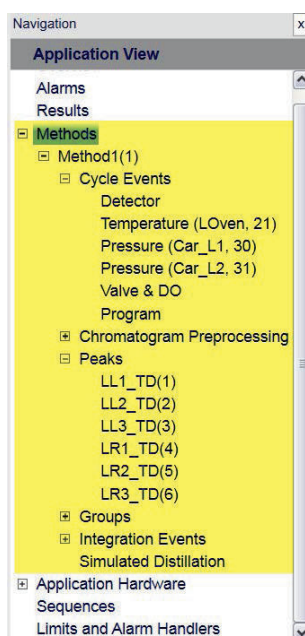 Navigation x
Application View
Alarms
Results
Methods
Method1(1)
Cycle Events
Detector
Temperature (LOven, 21)
Pressure (Car_L1, 30)
Pressure (Car_L2, 31)
Valve & DO
Program
Chromatogram Preprocessing
Peaks
LL1_TD(1)
LL2_TD(2)
LL3_TD(3)
LR1_TD(4)
LR2_TD(5)
LR3_TD(6)
Groups
Integration Events
Simulated Distillation
Application Hardware
Sequences
Limits and Alarm Handlers